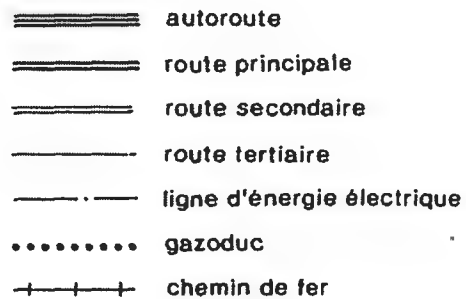 autoroute
route principale
route secondaire
route tertiaire
ligne d'énergie électrique
gazoduc
chemin de fer